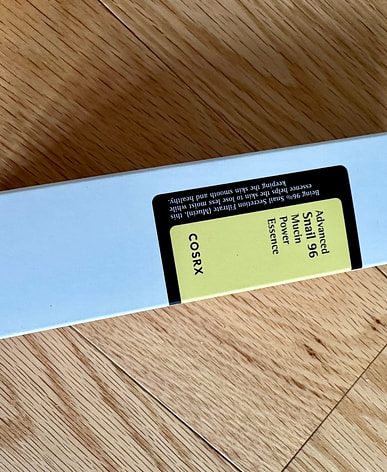 Advanced
Snail 96
Mucin
Power
Essence
COSRX
Being 96% Snail Secretion Filtrate (Mucin), this
essence helps the skin to lose less moist while
keeping the skin smooth and healthy.